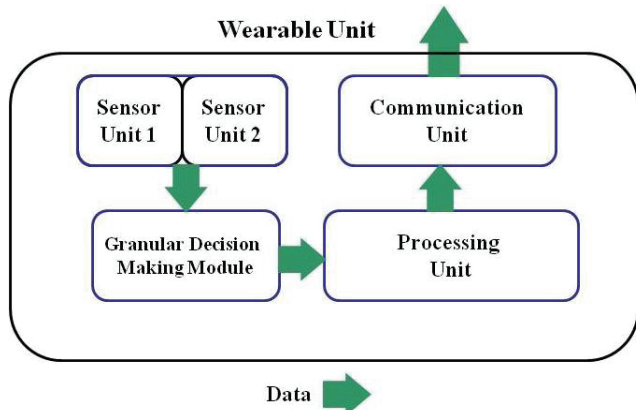 Wearable Unit
Sensor
Unit 1
Sensor
Unit 2
Communication
Unit
Granular Decision
Making Module
Processing
Unit
Data